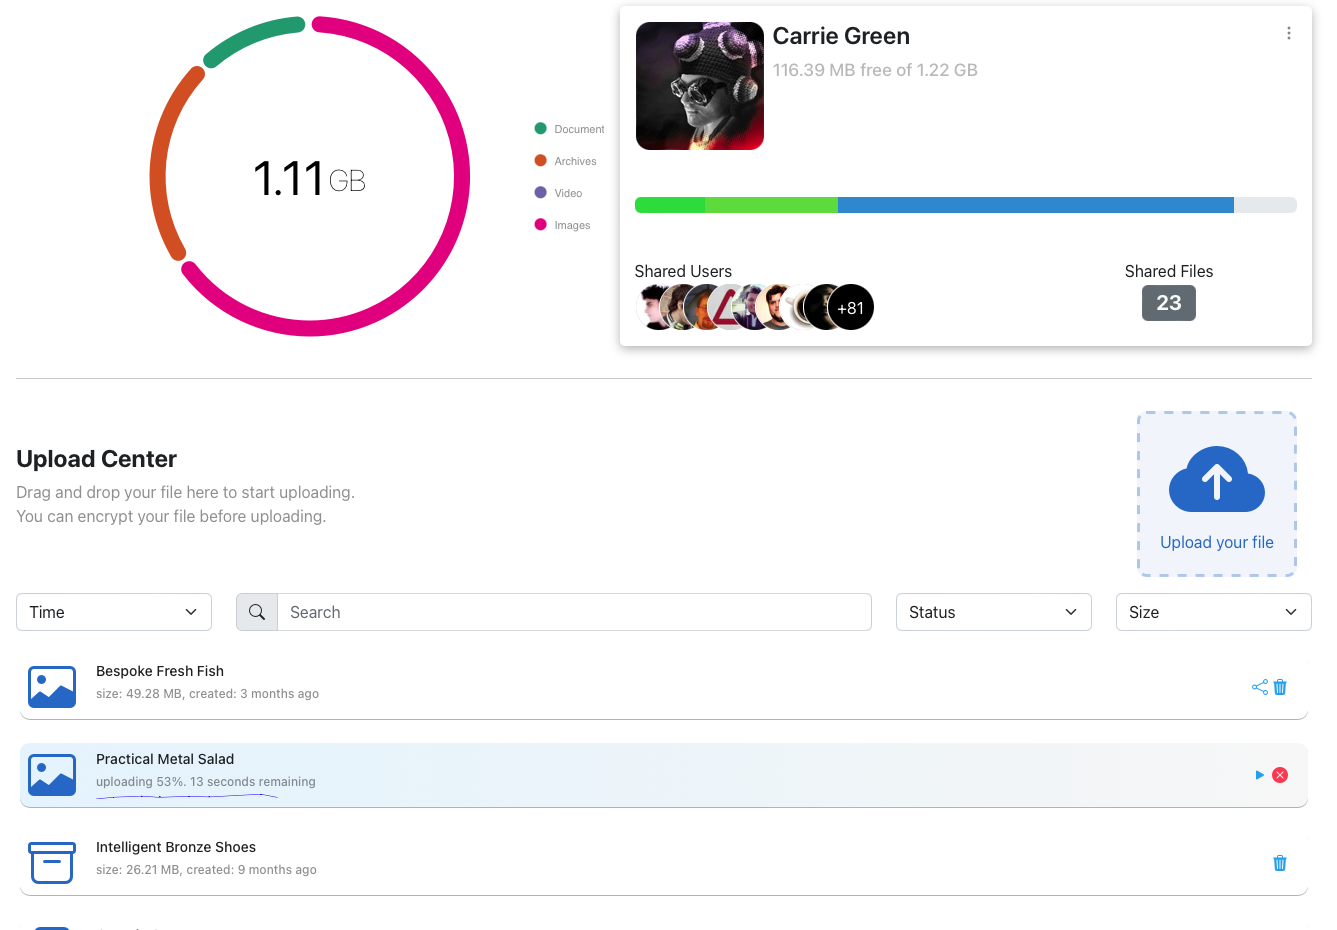 1.11 GB
Document
Archives
Video
Images
Carrie Green
116.39 MB free of 1.22 GB
Shared Users
+81
Shared Files
23
Upload Center
Drag and drop your file here to start uploading.
You can encrypt your file before uploading.
Upload your file
Time
Search
Status
Size
Bespoke Fresh Fish
size: 49.28 MB, created: 3 months ago
Practical Metal Salad
uploading 53%. 13 seconds remaining
Intelligent Bronze Shoes
size: 26.21 MB, created: 9 months ago